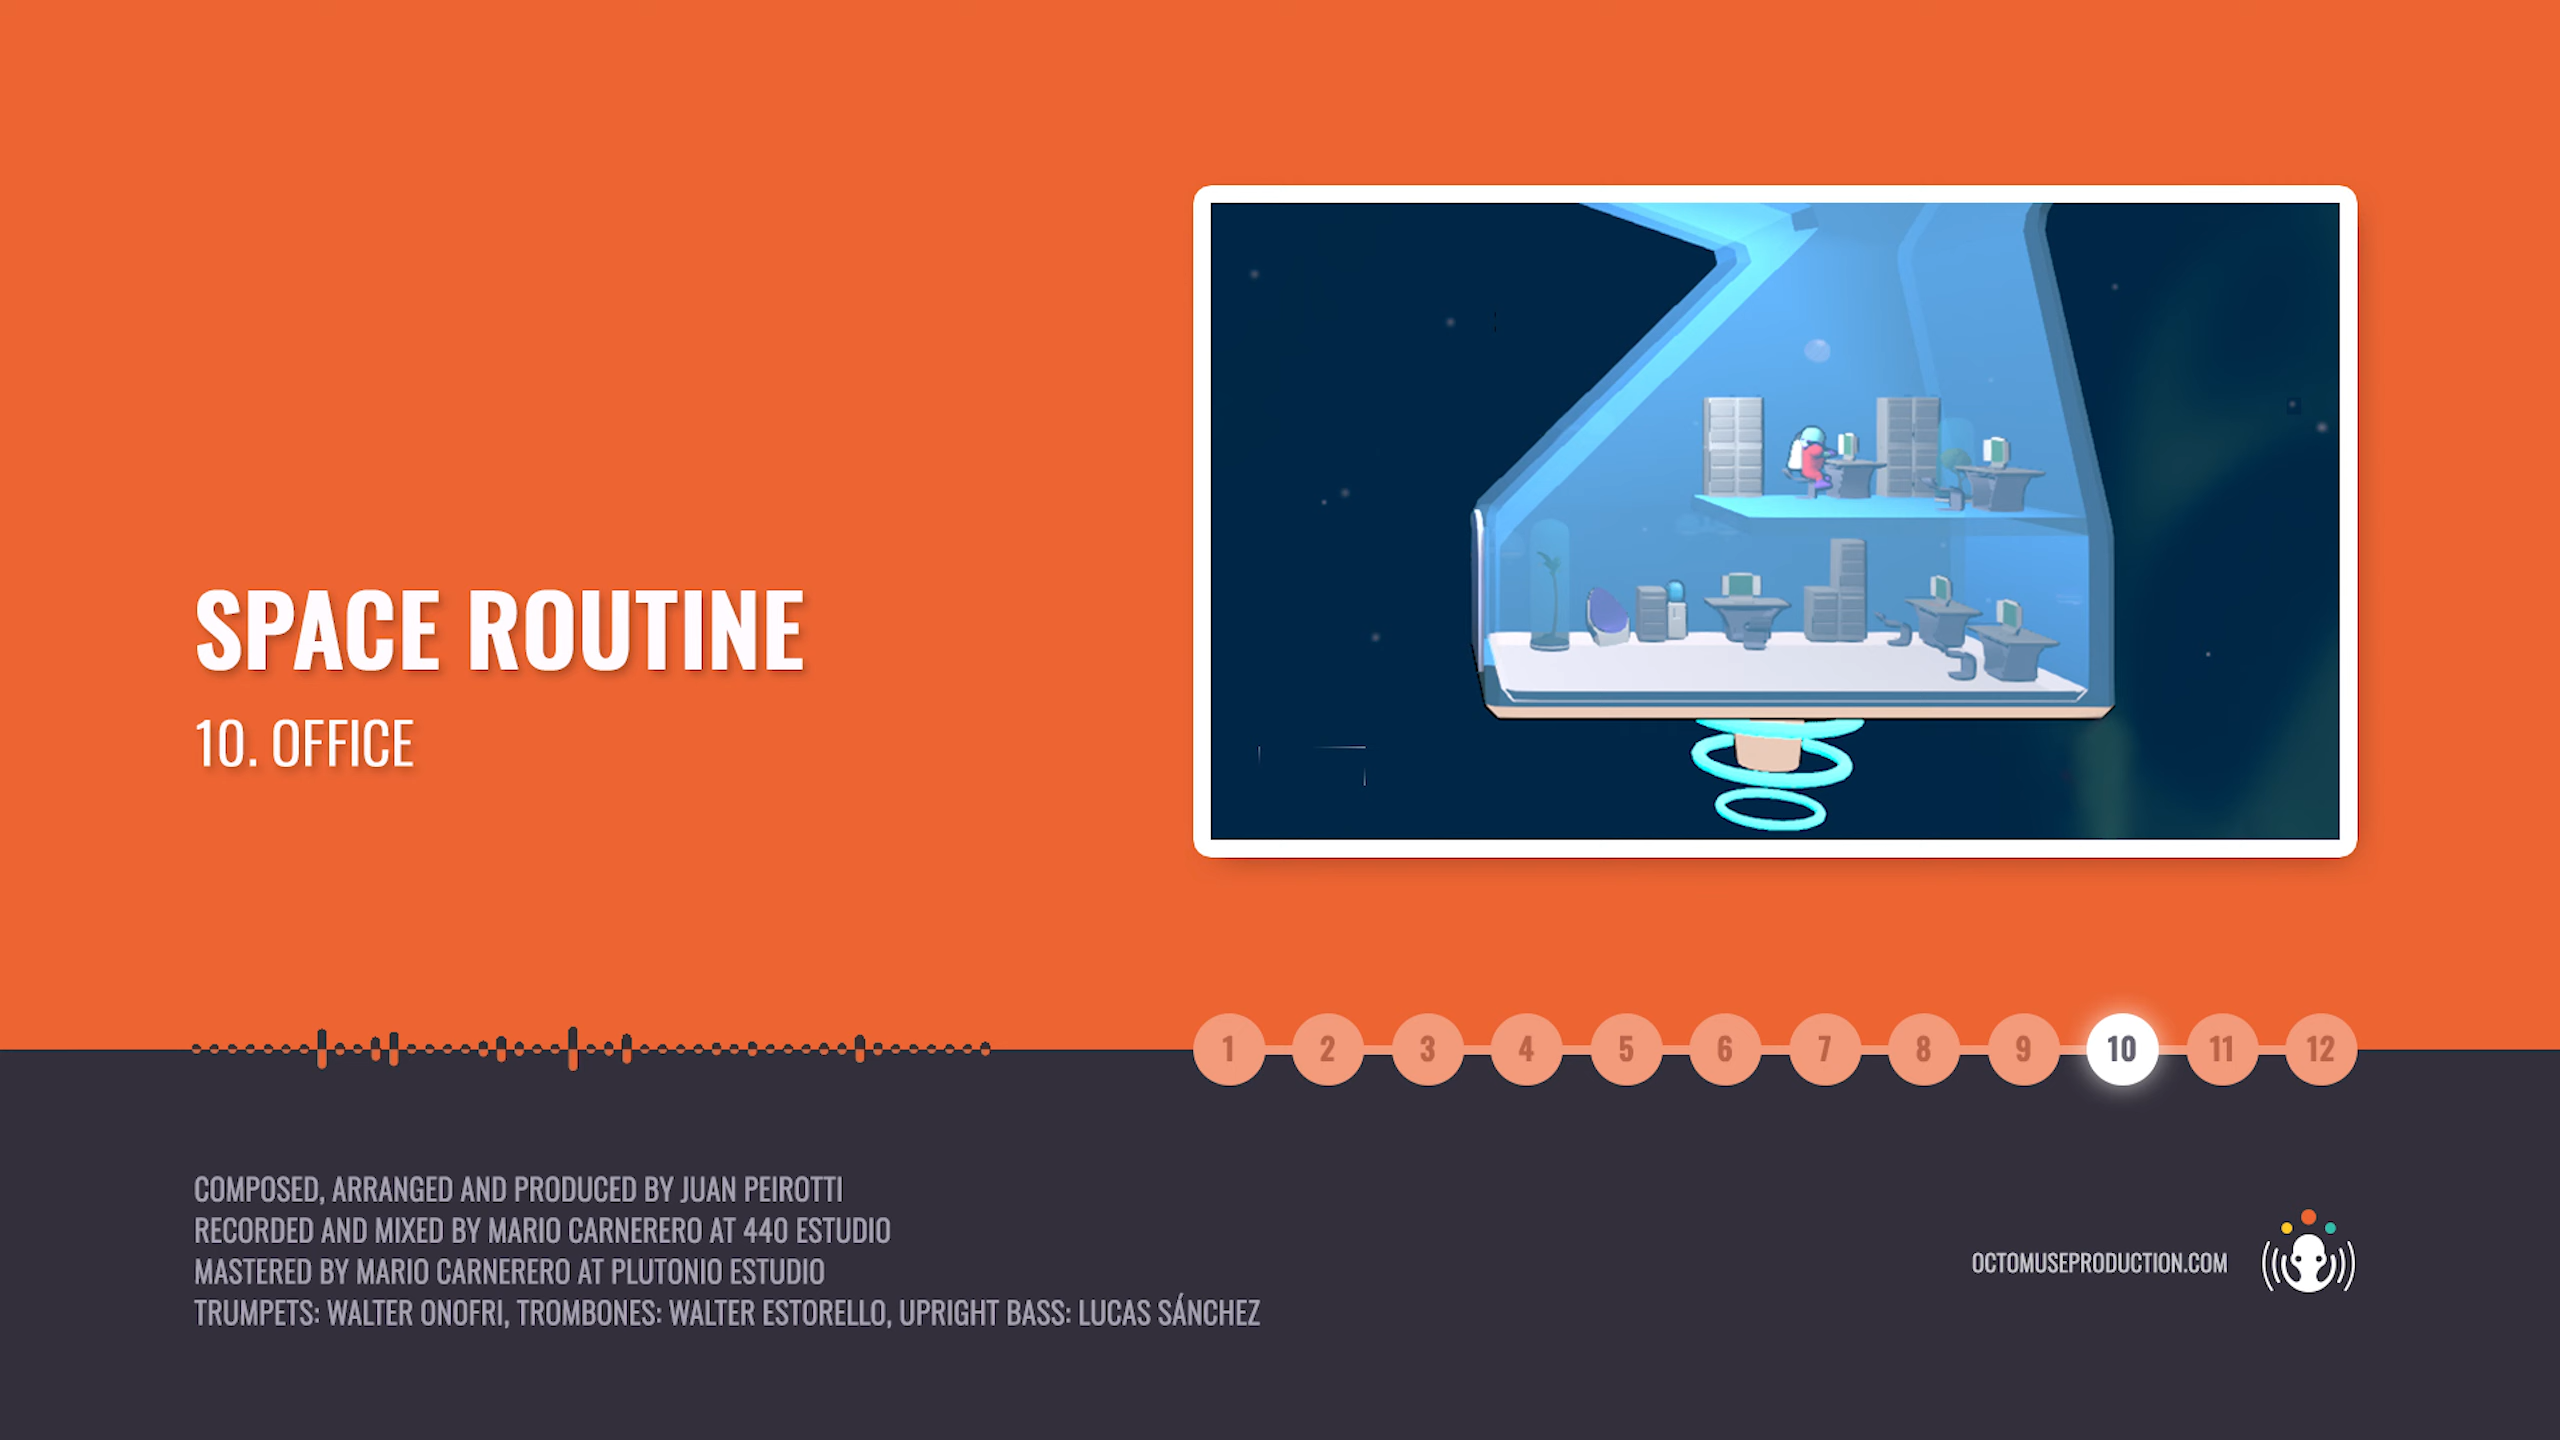 SPACE ROUTINE
10. OFFICE
1 2 3 4 5 6 7 8 9 10 11 12
COMPOSED, ARRANGED AND PRODUCED BY JUAN PEIROTTI
RECORDED AND MIXED BY MARIO CARNERERO AT 440 ESTUDIO
MASTERED BY MARIO CARNERERO AT PLUTONIO ESTUDIO
TRUMPETS: WALTER ONOFRI, TROMBONES: WALTER ESTORELLO, UPRIGHT BASS: LUCAS SÁNCHEZ
OCTOMUSEPRODUCTION.COM